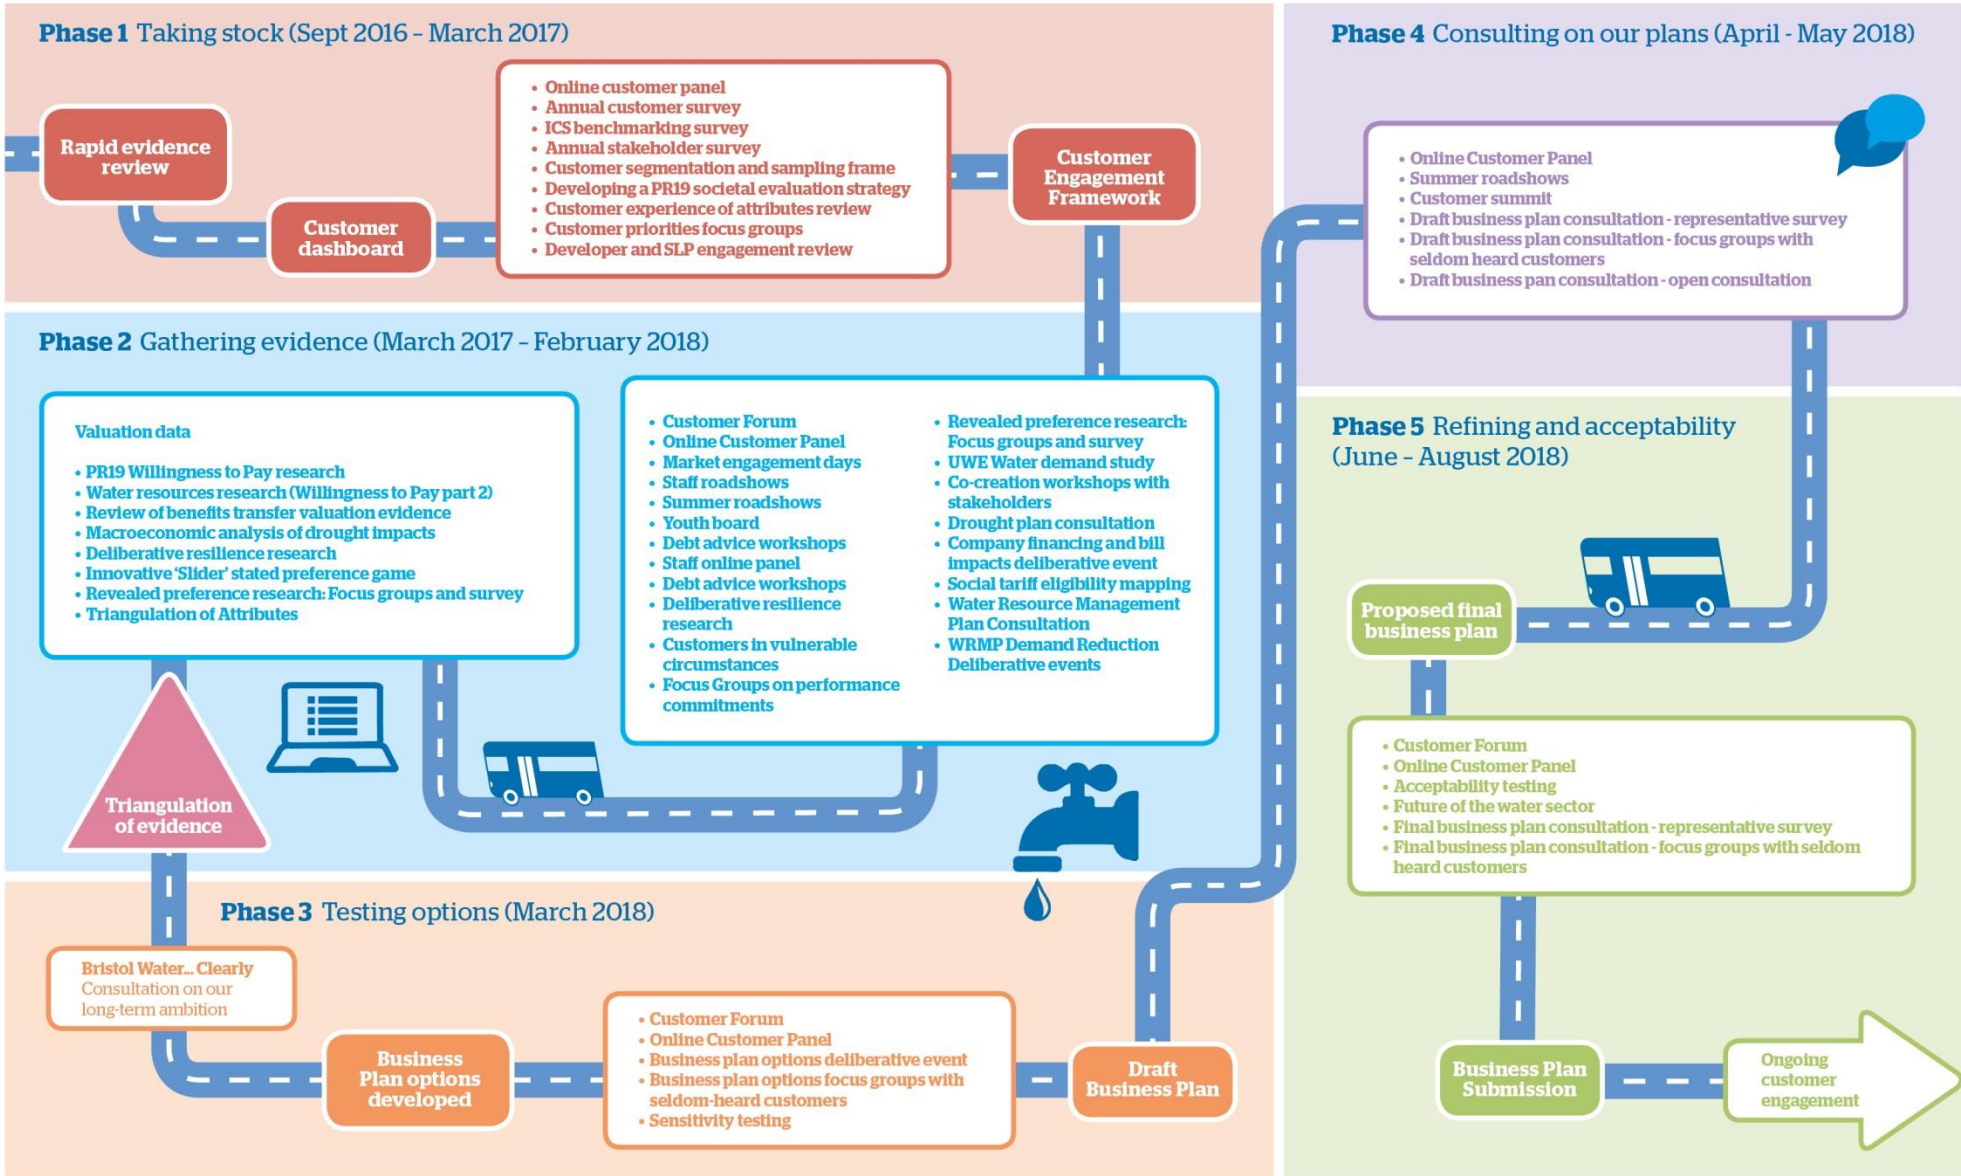 Phase 1 Taking stock (Sept 2016 – March 2017)
Rapid evidence
review
Customer
dashboard
• Online customer panel
• Annual customer survey
• ICS benchmarking survey
• Annual stakeholder survey
• Customer segmentation and sampling frame
• Developing a PR19 societal evaluation strategy
• Customer experience of attributes review
• Customer priorities focus groups
• Developer and SLP engagement review
Customer
Engagement
Framework
Phase 2 Gathering evidence (March 2017 – February 2018)
• Customer Forum
• Online Customer Panel
• Market engagement days
• Staff roadshows
• Summer roadshows
• Youth board
• Debt advice workshops
• Staff online panel
• Debt advice workshops
• Deliberative resilience
research
• Customers in vulnerable
circumstances
• Focus Groups on performance
commitments
• Revealed preference research:
Focus groups and survey
• UWE Water demand study
• Co-creation workshops with
stakeholders
• Drought plan consultation
• Company financing and bill
impacts deliberative event
• Social tariff eligibility mapping
• Water Resource Management
Plan Consultation
• WRMP Demand Reduction
Deliberative events
Valuation data
• PR19 Willingness to Pay research
• Water resources research (Willingness to Pay part 2)
• Review of benefits transfer valuation evidence
• Macroeconomic analysis of drought impacts
• Deliberative resilience research
• Innovative ‘Slider’ stated preference game
• Revealed preference research: Focus groups and survey
• Triangulation of Attributes
Triangulation
of evidence
Phase 3 Testing options (March 2018)
Bristol Water... Clearly
Consultation on our
long-term ambition
Business
Plan options
developed
• Customer Forum
• Online Customer Panel
• Business plan options deliberative event
• Business plan options focus groups with
seldom-heard customers
• Sensitivity testing
Draft
Business Plan
Phase 4 Consulting on our plans (April - May 2018)
• Online Customer Panel
• Summer roadshows
• Customer summit
• Draft business plan consultation - representative survey
• Draft business plan consultation - focus groups with
seldom heard customers
• Draft business pan consultation - open consultation
Phase 5 Refining and acceptability
(June – August 2018)
Proposed final
business plan
• Customer Forum
• Online Customer Panel
• Acceptability testing
• Future of the water sector
• Final business plan consultation - representative survey
• Final business plan consultation - focus groups with seldom
heard customers
Business Plan
Submission
Ongoing
customer
engagement